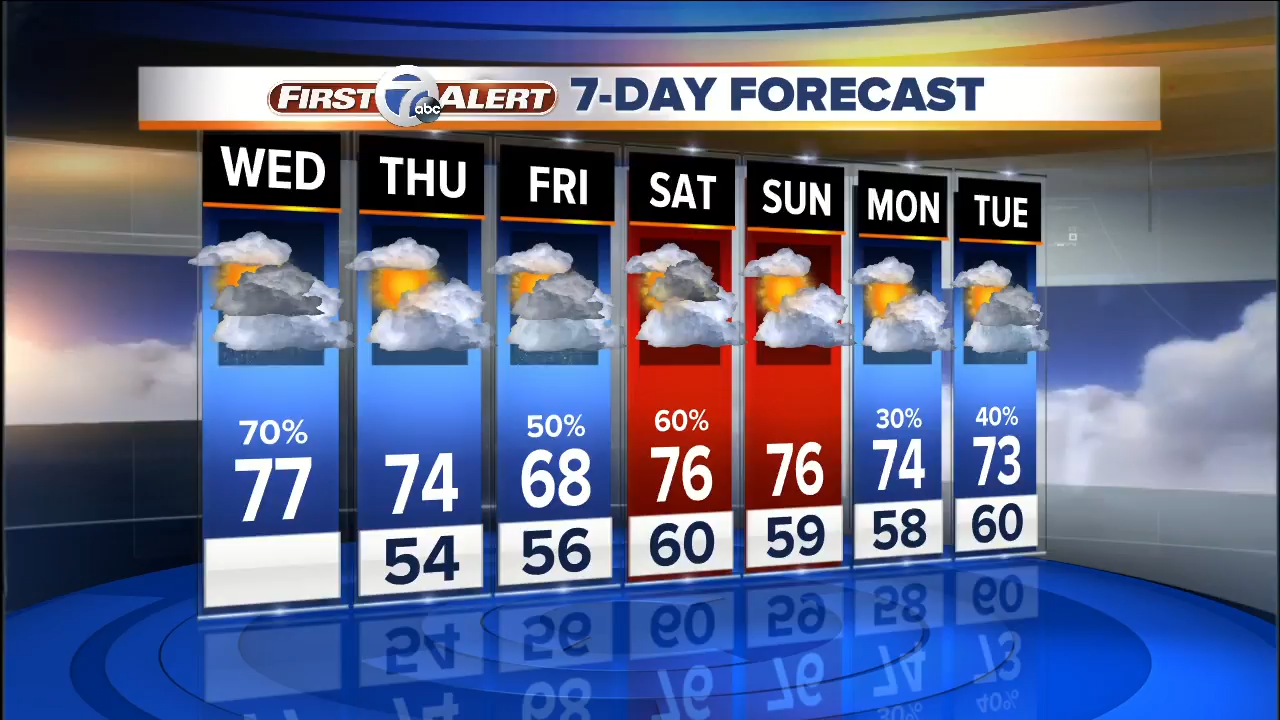 FIRST 7 abc ALERT 7-DAY FORECAST
WED THU FRI SAT SUN MON TUE
70% 50% 60% 30% 40%
77 74 68 76 76 74 73
54 56 60 59 58 60